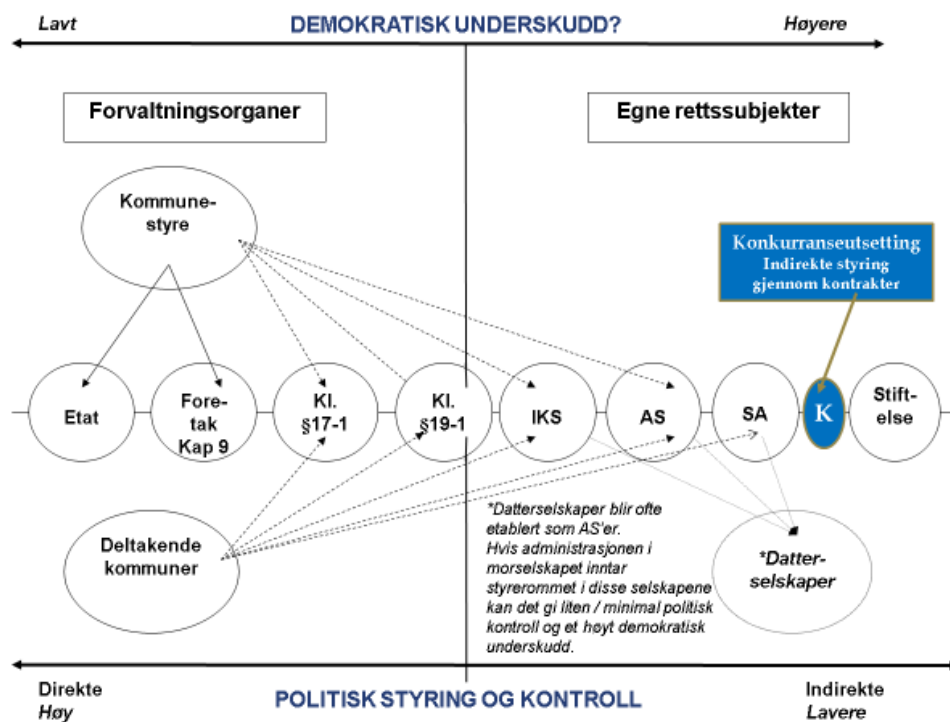 Lavt
DEMOKRATISK UNDERSKUDD?
Høyere
Forvaltningsorganer
Egne rettssubjekter
Kommune-
styre
Konkurranseutsetting
Indirekte styring
gjennom kontrakter
Etat
Fore-
tak
Kap 9
Kl.
§17-1
Kl.
§19-1
IKS
AS
SA
K
Stift-
else
Deltakende
kommuner
*Datterselskaper blir ofte
etablert som AS'er.
Hvis administrasjonen i
morselskapet inntar
styrerommet i disse selskapene
kan det gi liten / minimal politisk
kontroll og et høyt demokratisk
underskudd.
*Datter-
selskaper
Direkte
Høy
POLITISK STYRING OG KONTROLL
Indirekte
Lavere